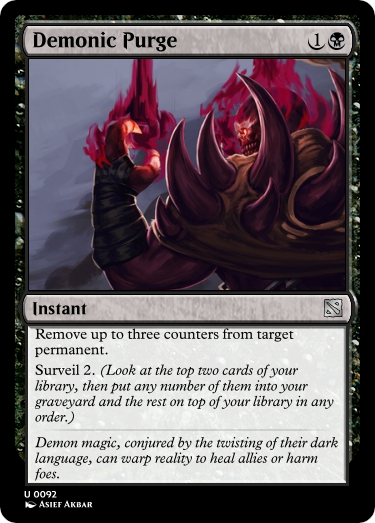 Demonic Purge 1
Instant
Remove up to three counters from target
permanent.
Surveil 2. (Look at the top two cards of your
library, then put any number of them into your
graveyard and the rest on top of your library in any
order.)
Demon magic, conjured by the twisting of their dark
language, can warp reality to heal allies or harm
foes.
U 0092
Asief Akbar